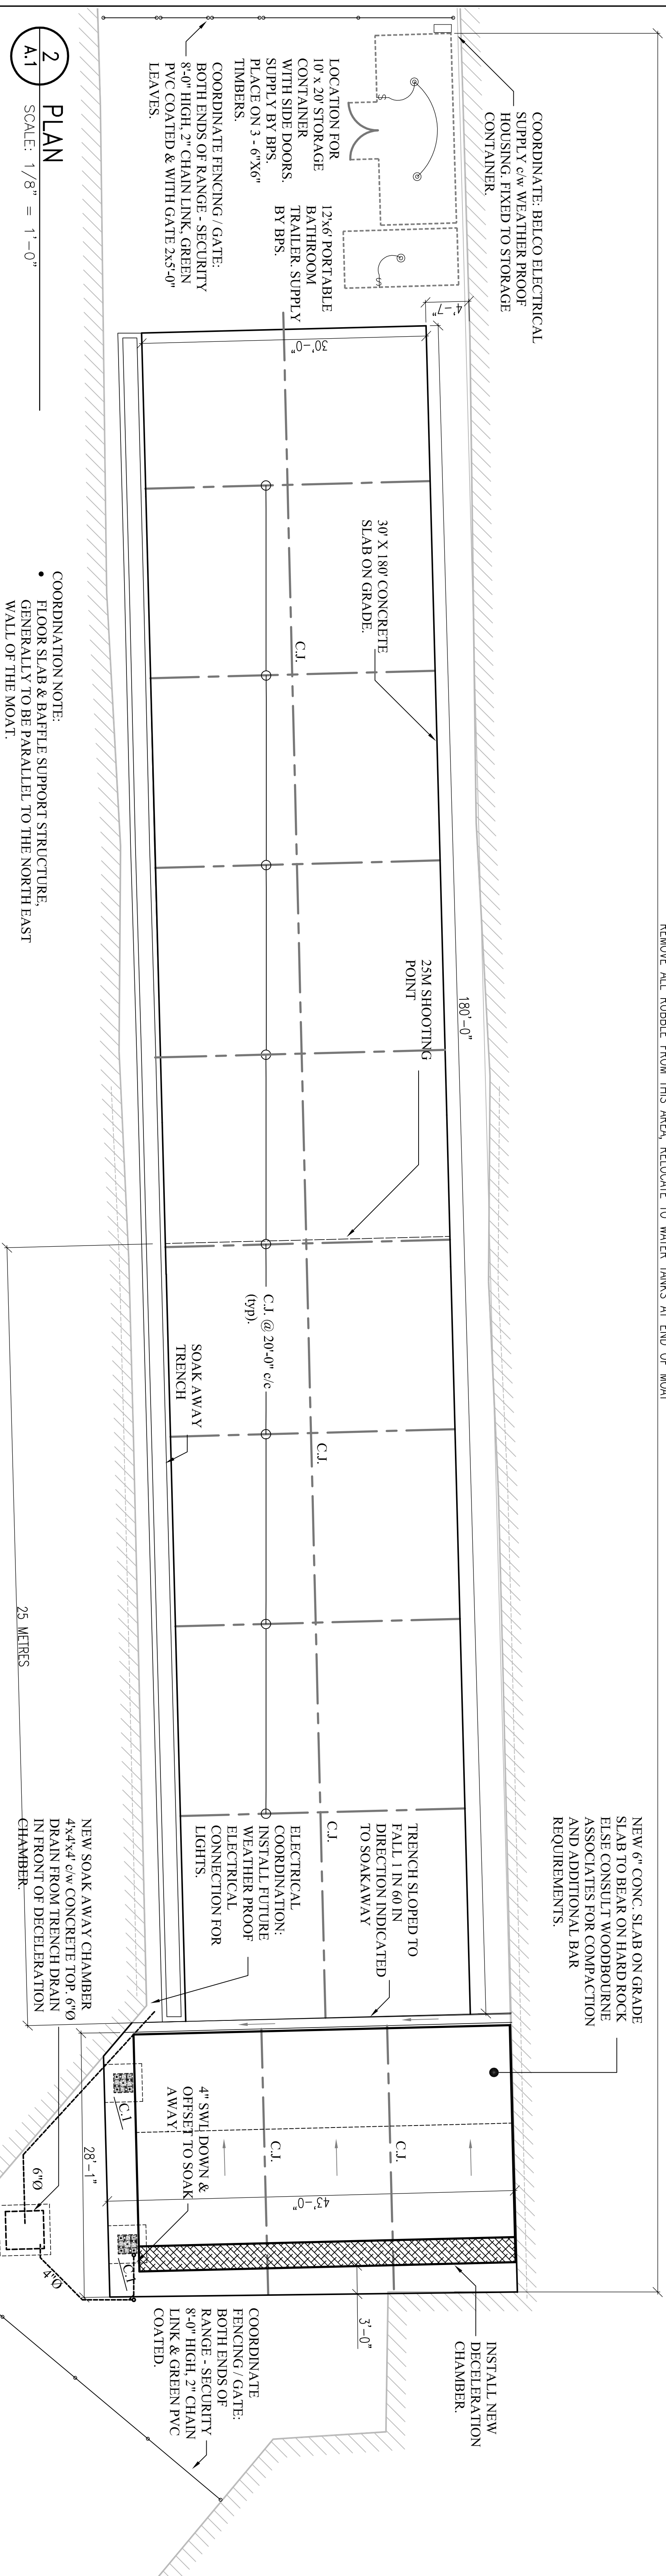 COORDINATE: BELCO ELECTRICAL
SUPPLY c/w WEATHER PROOF
HOUSING. FIXED TO STORAGE
CONTAINER.
LOCATION FOR
10' x 20' STORAGE
CONTAINER
WITH SIDE DOORS.
SUPPLY BY BPS.
PLACE ON 3 - 6"X6"
TIMBERS.
S
12'x6' PORTABLE
BATHROOM
TRAILER. SUPPLY
BY BPS.
S
COORDINATE FENCING / GATE:
BOTH ENDS OF RANGE - SECURITY
8'-0" HIGH, 2" CHAIN LINK, GREEN
PVC COATED & WITH GATE 2x5'-0"
LEAVES.
2
A.1
PLAN
SCALE: 1/8" = 1'-0"
4'-7"
30'-0"
30' X 180' CONCRETE
SLAB ON GRADE.
C.J.
COORDINATION NOTE:
• FLOOR SLAB & BAFFLE SUPPORT STRUCTURE,
GENERALLY TO BE PARALLEL TO THE NORTH EAST
WALL OF THE MOAT.
REMOVE ALL RUBBLE FROM THIS AREA, RELOCATE TO WATER TANKS AT END OF MOAT
180'-0"
25M SHOOTING
POINT
C.J. @ 20'-0" c/c
(typ).
C.J.
SOAK AWAY
TRENCH
25 METRES
NEW 6" CONC. SLAB ON GRADE
SLAB TO BEAR ON HARD ROCK
ELSE CONSULT WOODBOURNE
ASSOCIATES FOR COMPACTION
AND ADDITIONAL BAR
REQUIREMENTS.
TRENCH SLOPED TO
FALL 1 IN 60 IN
DIRECTION INDICATED
TO SOAKAWAY
C.J.
ELECTRICAL
COORDINATION:
INSTALL FUTURE
WEATHER PROOF
ELECTRICAL
CONNECTION FOR
LIGHTS.
NEW SOAK AWAY CHAMBER
4'x4'x4' c/w CONCRETE TOP. 6"Ø
DRAIN FROM TRENCH DRAIN
IN FRONT OF DECELERATION
CHAMBER.
C.J.
C.J.
43'-0"
4" SWL DOWN &
OFFSET TO SOAK
AWAY
C.1
C.1
28'-1"
6"Ø
4"Ø
3'-0"
INSTALL NEW
DECELERATION
CHAMBER.
COORDINATE
FENCING / GATE:
BOTH ENDS OF
RANGE - SECURITY
8'-0" HIGH, 2" CHAIN
LINK & GREEN PVC
COATED.